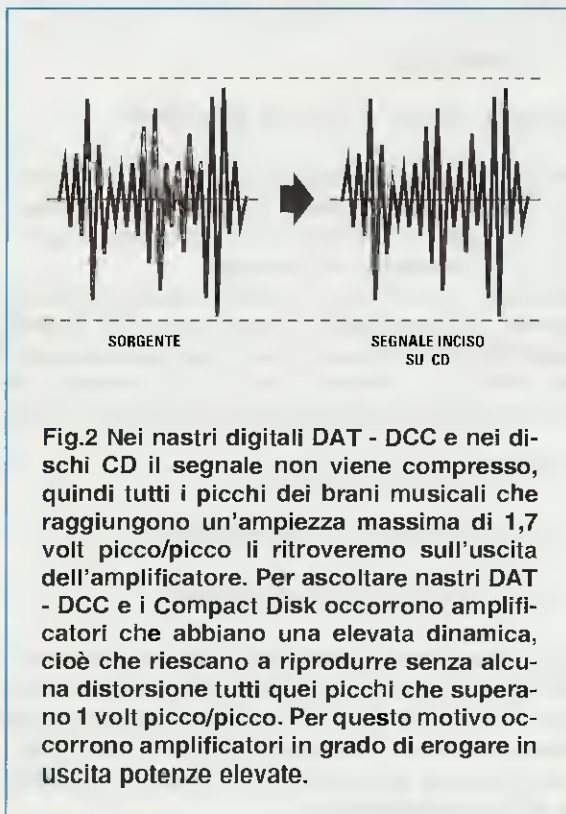 SORGENTE
SEGNALE INCISO
SU CD
Fig.2 Nei nastri digitali DAT - DCC e nei di-
schi CD il segnale non viene compresso,
quindi tutti i picchi dei brani musicali che
raggiungono un'ampiezza massima di 1,7
volt picco/picco li ritroveremo sull'uscita
dell'amplificatore. Per ascoltare nastri DAT
- DCC e i Compact Disk occorrono amplifi-
catori che abbiano una elevata dinamica,
cioè che riescano a riprodurre senza alcu-
na distorsione tutti quei picchi che supera-
no 1 volt picco/picco. Per questo motivo oc-
corrono amplificatori in grado di erogare in
uscita potenze elevate.